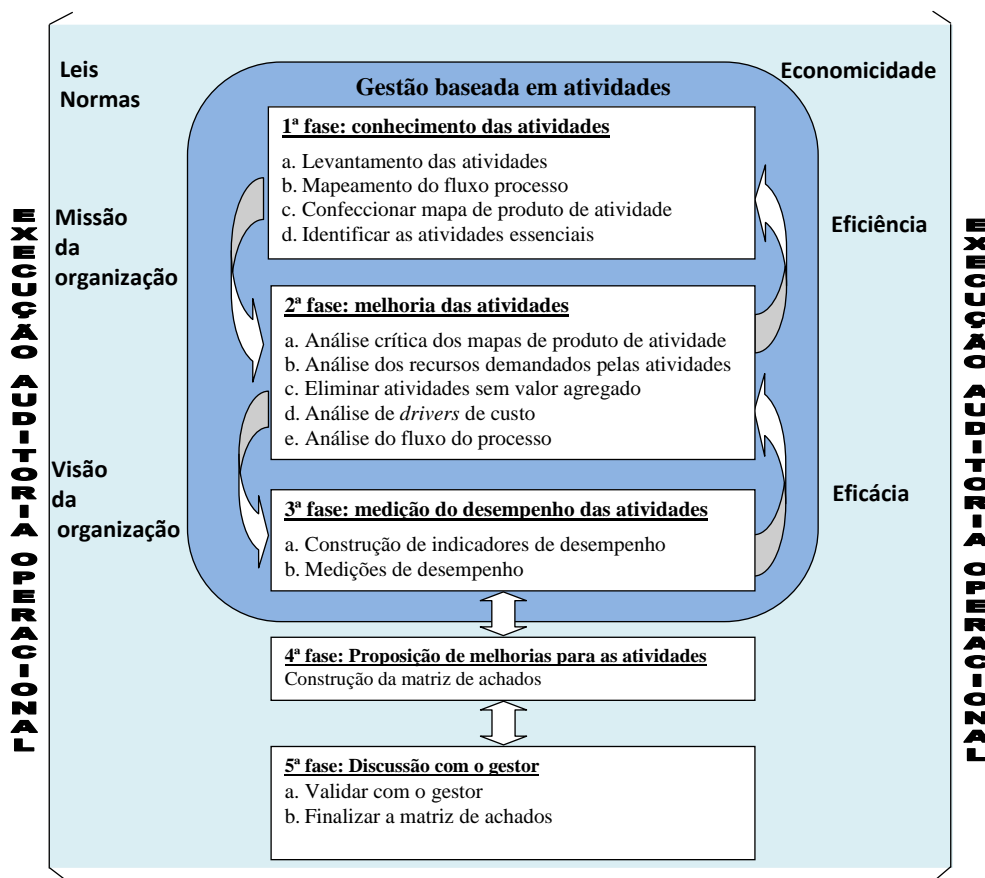 EXECUÇÃO AUDITORIA OPERACIONAL
Leis
Normas
Missão
da
organização
Visão
da
organização
Gestão baseada em atividades
1ª fase: conhecimento das atividades
a. Levantamento das atividades
b. Mapeamento do fluxo processo
c. Confeccionar mapa de produto de atividade
d. Identificar as atividades essenciais
2ª fase: melhoria das atividades
a. Análise crítica dos mapas de produto de atividade
b. Análise dos recursos demandados pelas atividades
c. Eliminar atividades sem valor agregado
d. Análise de drivers de custo
e. Análise do fluxo do processo
3ª fase: medição do desempenho das atividades
a. Construção de indicadores de desempenho
b. Medições de desempenho
4ª fase: Proposição de melhorias para as atividades
Construção da matriz de achados
5ª fase: Discussão com o gestor
a. Validar com o gestor
b. Finalizar a matriz de achados
Economicidade
Eficiência
Eficácia
EXECUÇÃO AUDITORIA OPERACIONAL